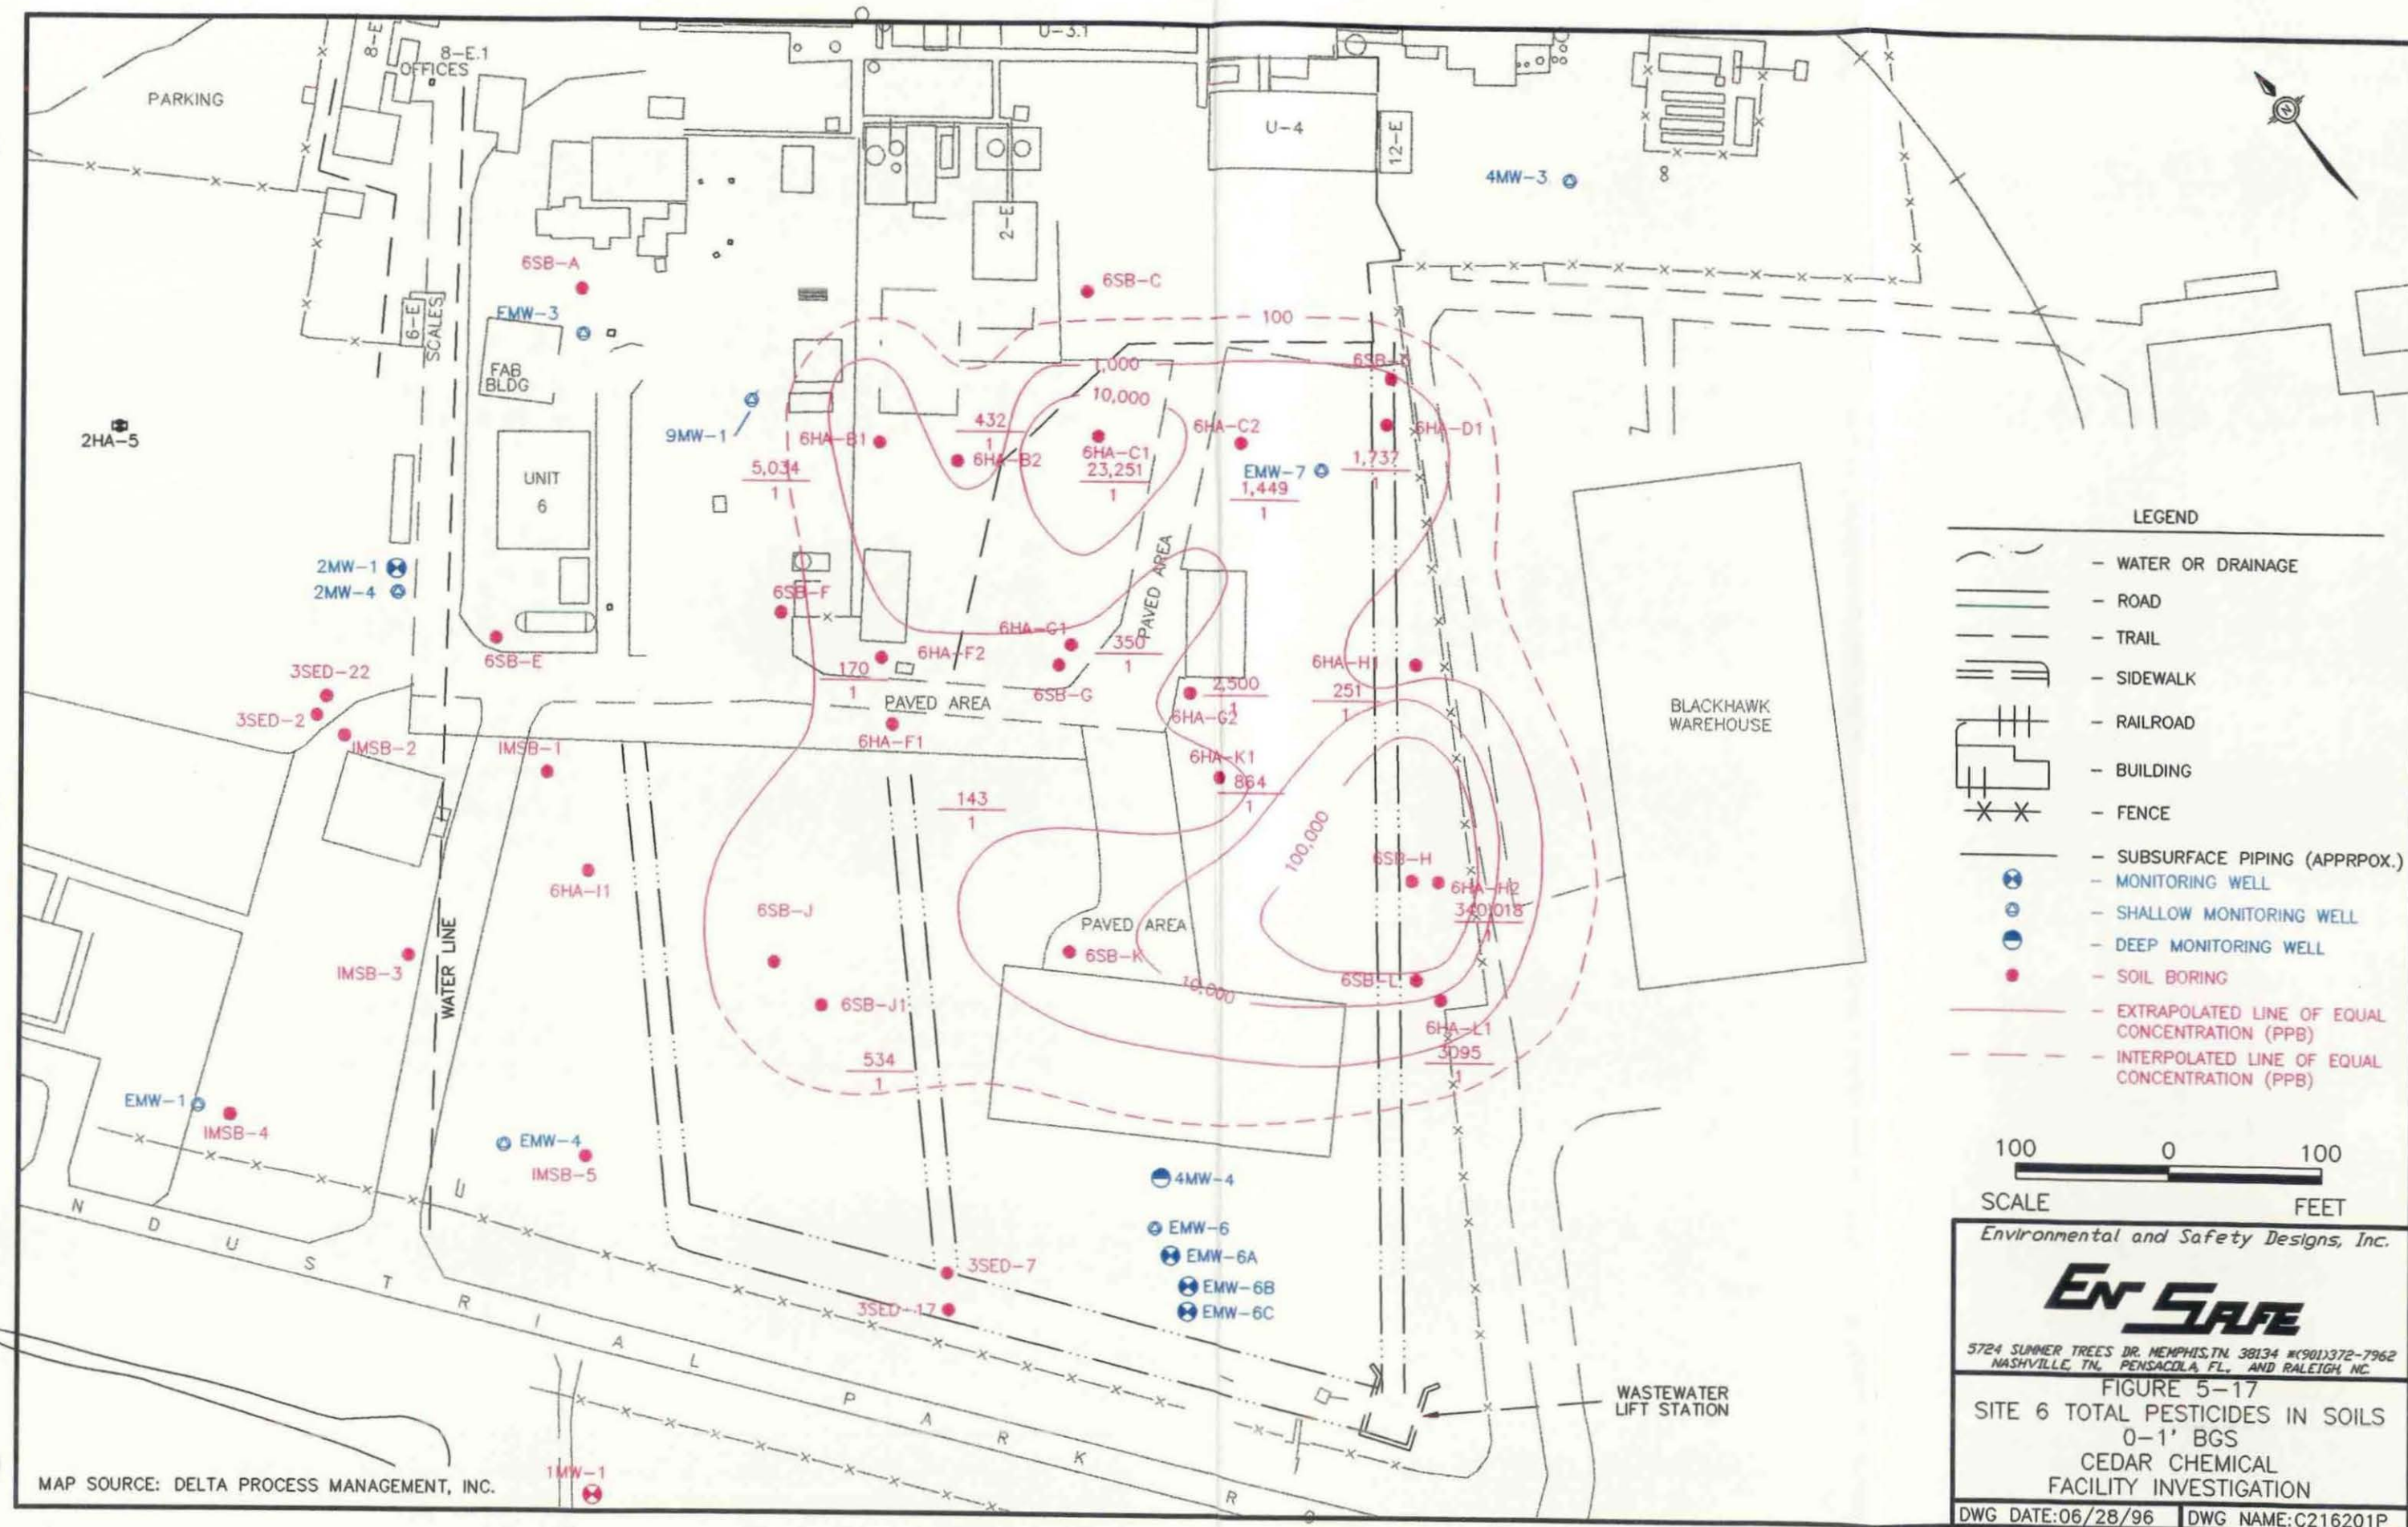 U-3.1
8-E
8-E.1
OFFICES
PARKING
U-4
12-E
8
4MW-3
2-E
6SB-A
6SB-C
EMW-3
6-E
SCALES
100
FAB
BLDG
1,000
10,000
2HA-5
9MW-1
6HA-B1
432
1
6HA-B2
6HA-C1
23,251
1
6HA-C2
6HA-D1
5,034
1
EMW-7
1,449
1
1,737
1
UNIT
6
2MW-1
2MW-4
PAVED AREA
6SB-F
6HA-G1
350
1
6HA-F2
170
1
6SB-E
6SB-G
PAVED AREA
6HA-F1
6HA-H1
251
1
2,500
1
6HA-G2
3SED-22
3SED-2
IMSB-2
IMSB-1
6HA-K1
864
1
143
1
BLACKHAWK
WAREHOUSE
100,000
6HA-I1
6SB-H
6HA-H2
340,018
1
6SB-J
PAVED AREA
6SB-K
WATER LINE
IMSB-3
10,000
6SB-L
6SB-J1
6HA-L1
3095
1
534
1
EMW-1
IMSB-4
EMW-4
IMSB-5
4MW-4
EMW-6
EMW-6A
EMW-6B
EMW-6C
3SED-7
3SED-17
NDUSTRIAL PARK R
WASTEWATER
LIFT STATION
1MW-1
MAP SOURCE: DELTA PROCESS MANAGEMENT, INC.
N
LEGEND
- WATER OR DRAINAGE
- ROAD
- TRAIL
- SIDEWALK
- RAILROAD
- BUILDING
- FENCE
- SUBSURFACE PIPING (APPRPOX.)
- MONITORING WELL
- SHALLOW MONITORING WELL
- DEEP MONITORING WELL
- SOIL BORING
- EXTRAPOLATED LINE OF EQUAL
CONCENTRATION (PPB)
- INTERPOLATED LINE OF EQUAL
CONCENTRATION (PPB)
100 0 100
SCALE FEET
Environmental and Safety Designs, Inc.
EN SAFE
5724 SUMMER TREES DR. MEMPHIS,TN. 38134 #(901)372-7962
NASHVILLE, TN., PENSACOLA, FL., AND RALEIGH, NC
FIGURE 5-17
SITE 6 TOTAL PESTICIDES IN SOILS
0-1' BGS
CEDAR CHEMICAL
FACILITY INVESTIGATION
DWG DATE:06/28/96
DWG NAME:C216201P